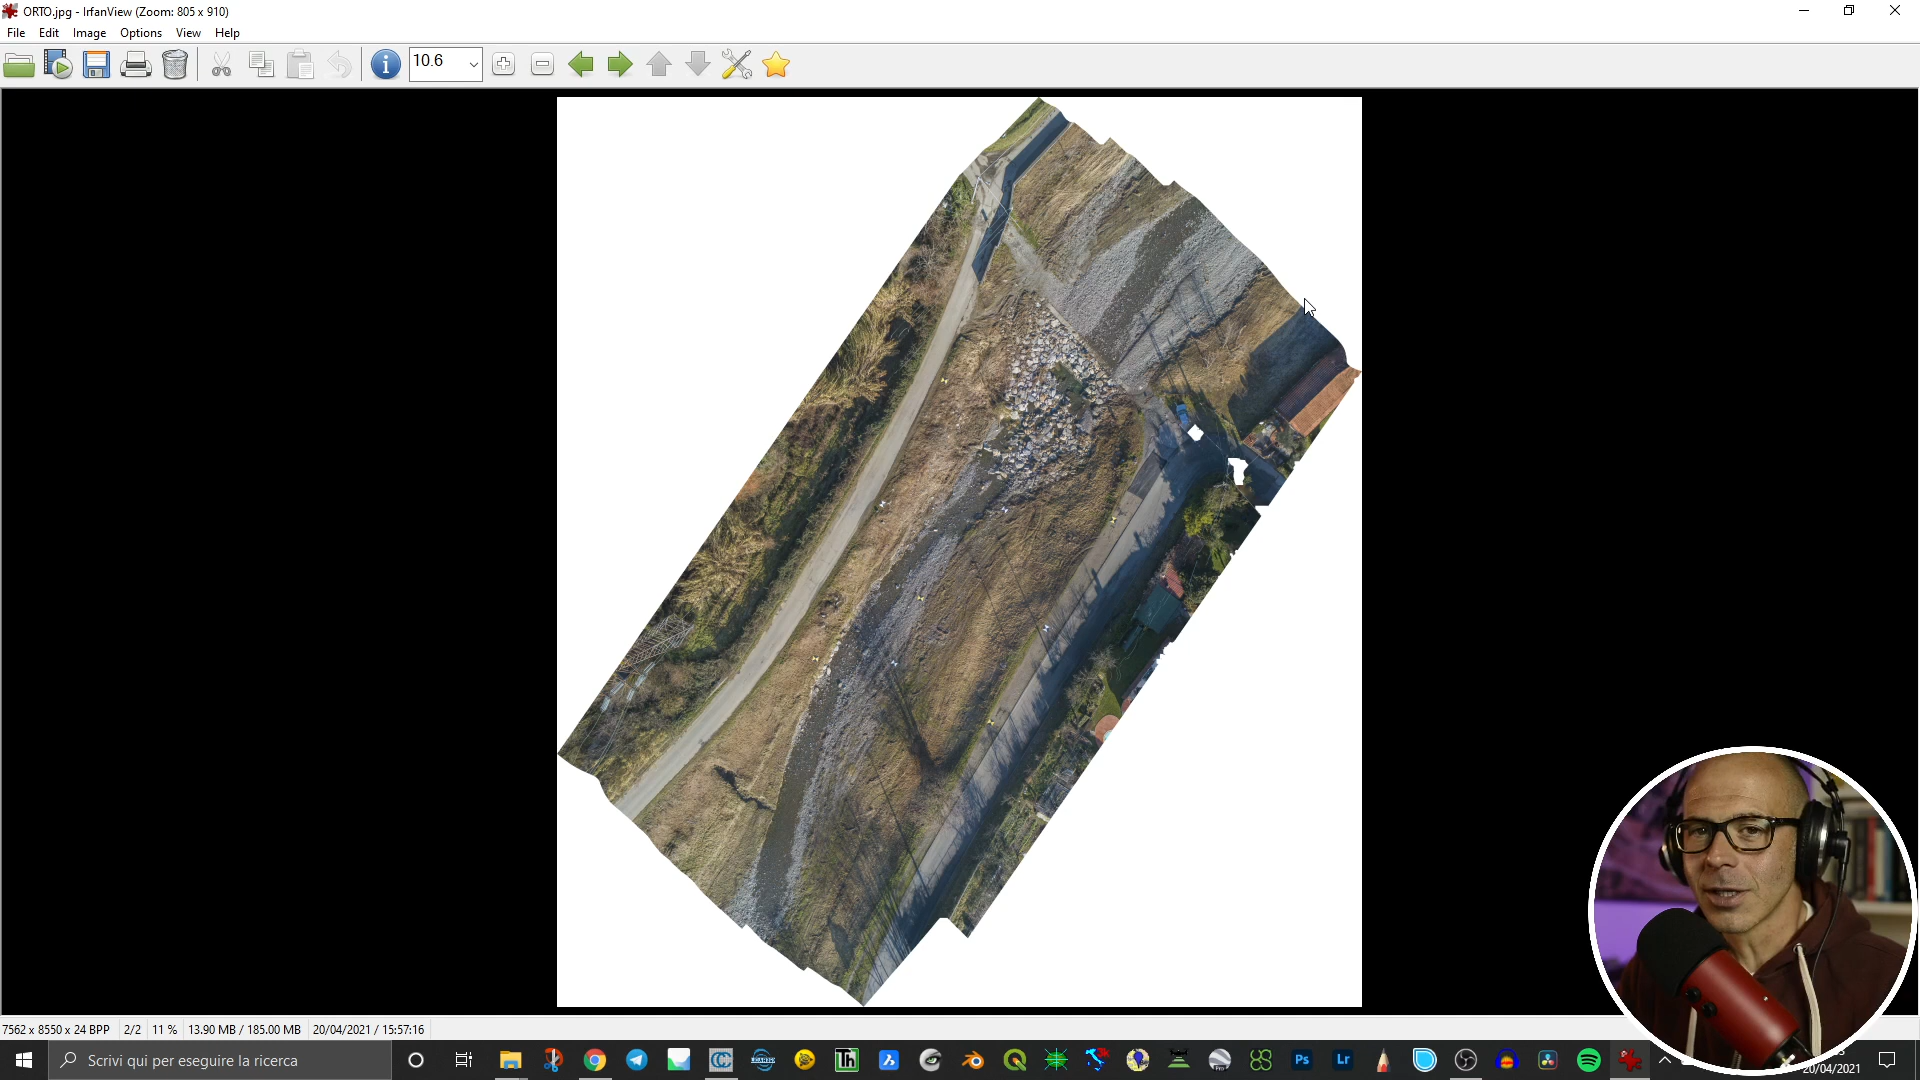 ORTO.jpg - IrfanView (Zoom: 805 x 910)
File Edit Image Options View Help
10.6
7562 x 8550 x 24 BPP 2/2 11 % 13.90 MB / 185.00 MB 20/04/2021 / 15:57:16
Scrivi qui per eseguire la ricerca
Th
Ps
Lr
20/04/2021